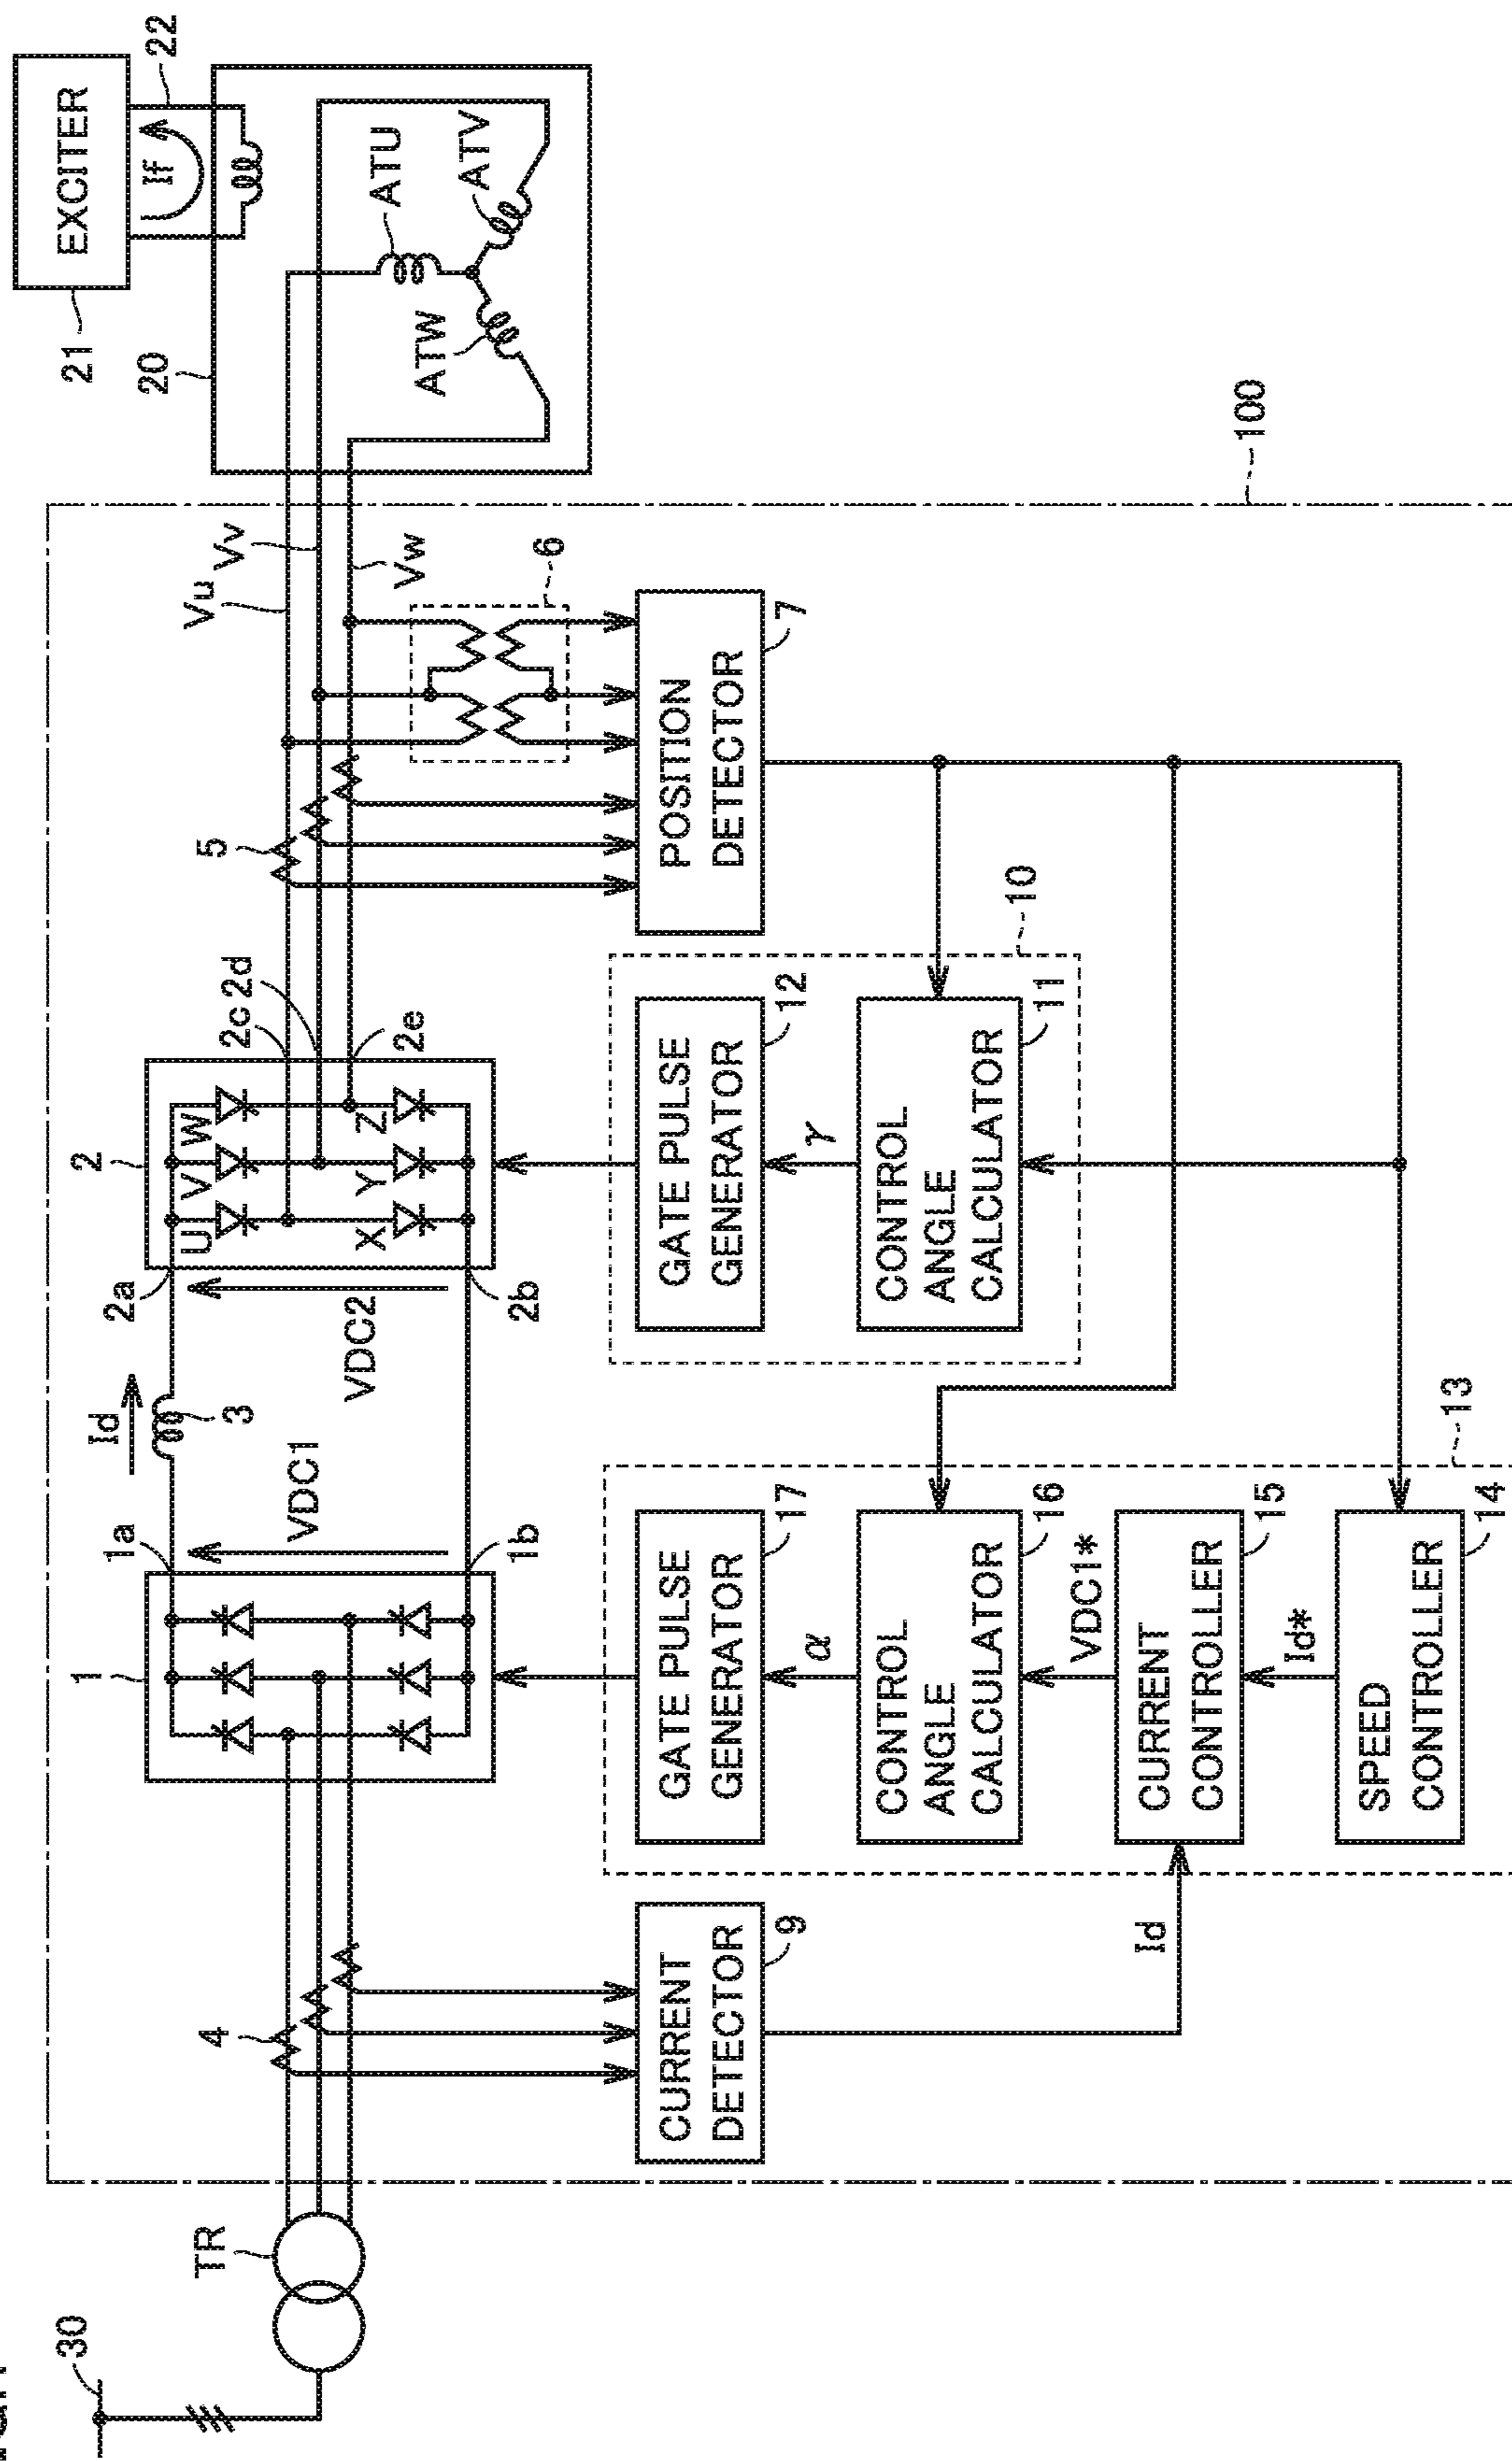 30
TR
4
1
1a
1b
VDC1
Id
3
VDC2
2
2a
2b
U
V
W
X
Y
Z
2c
2d
2e
5
Vu
Vv
Vw
6
20
ATU
ATV
ATW
EXCITER
21
If
22
CURRENT
DETECTOR
9
GATE PULSE
GENERATOR
17
α
CONTROL
ANGLE
CALCULATOR
16
VDC1*
CURRENT
CONTROLLER
15
Id
Id*
SPEED
CONTROLLER
14
13
GATE PULSE
GENERATOR
12
γ
CONTROL
ANGLE
CALCULATOR
11
10
POSITION
DETECTOR
7
100